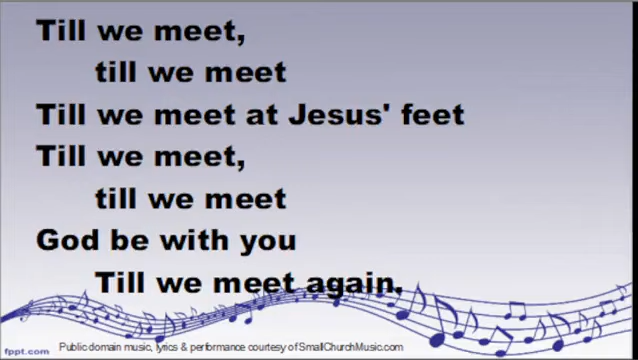 Till we meet,
till we meet
Till we meet at Jesus' feet
Till we meet,
till we meet
God be with you
Till we meet again.
Public domain music, lyrics & performance courtesy of SmallChurchMusic.com
fppt.com